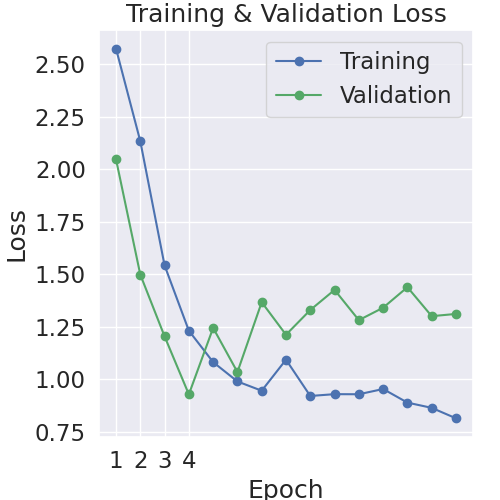 Training & Validation Loss
Training
Validation
2.50
2.25
2.00
1.75
1.50
1.25
1.00
0.75
Loss
1 2 3 4
Epoch